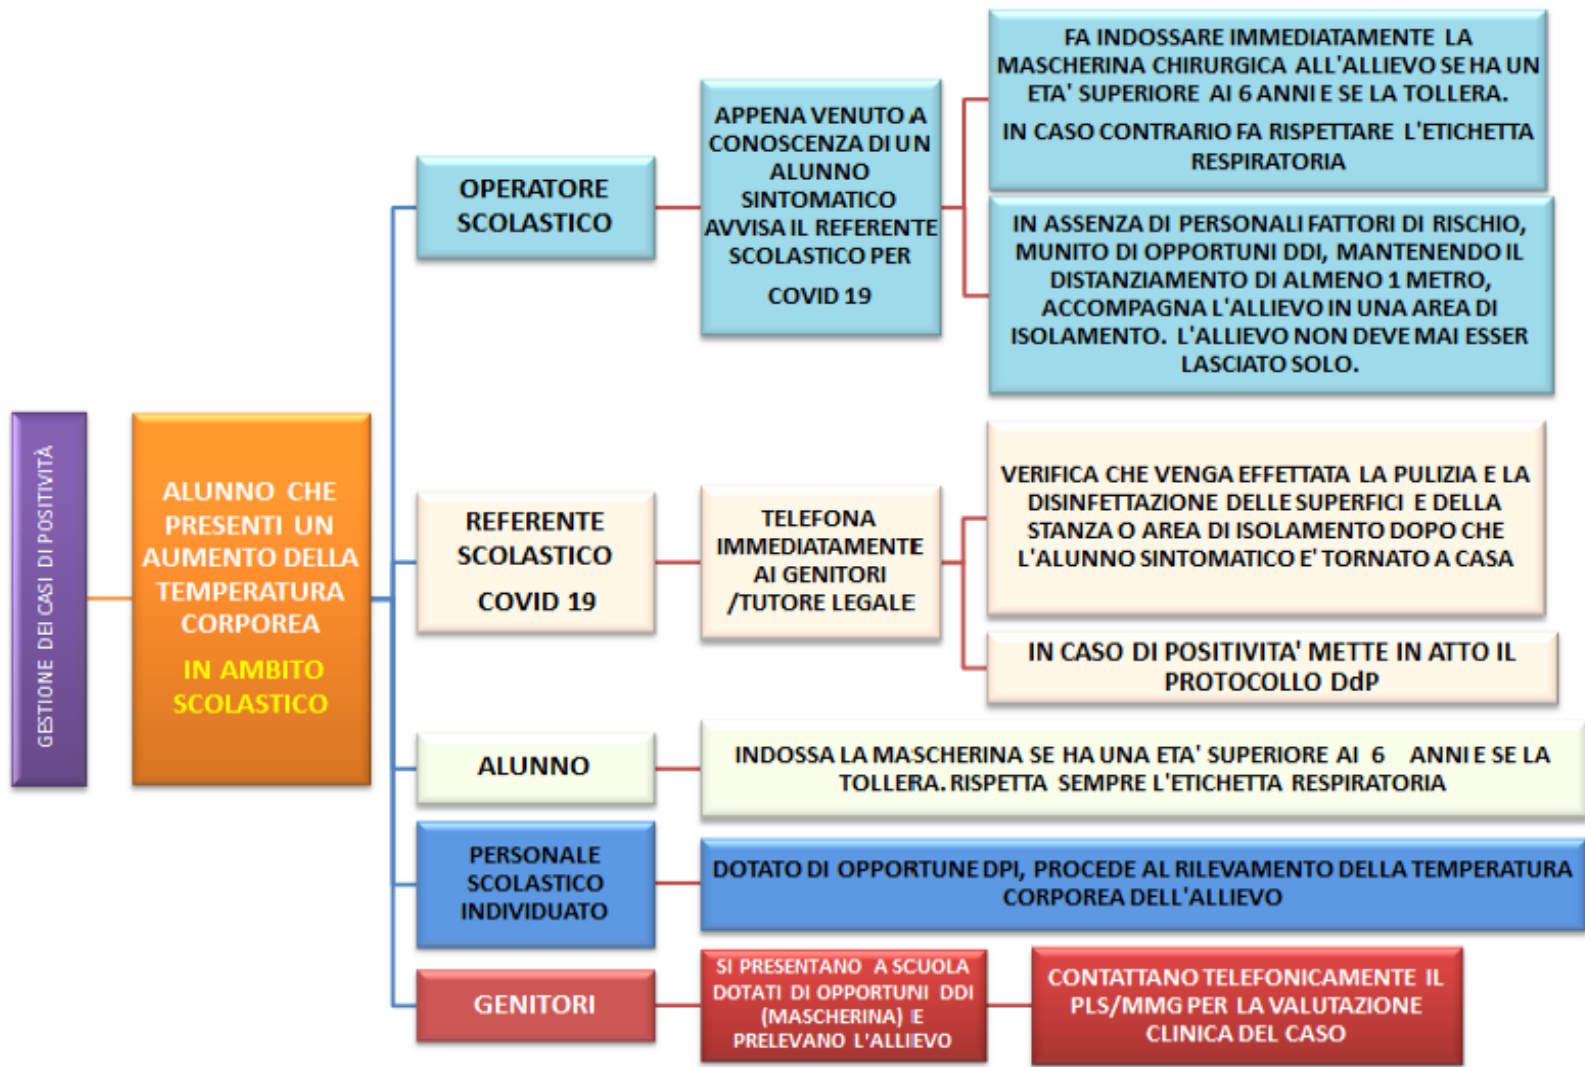 GESTIONE DEI CASI DI POSITIVITÀ
ALUNNO CHE
PRESENTI UN
AUMENTO DELLA
TEMPERATURA
CORPOREA
IN AMBITO
SCOLASTICO
OPERATORE
SCOLASTICO
APPENA VENUTO A
CONOSCENZA DI UN
ALUNNO
SINTOMATICO
AVVISA IL REFERENTE
SCOLASTICO PER
COVID 19
FA INDOSSARE IMMEDIATAMENTE LA
MASCHERINA CHIRURGICA ALL'ALLIEVO SE HA UN
ETA' SUPERIORE AI 6 ANNI E SE LA TOLLERA.
IN CASO CONTRARIO FA RISPETTARE L'ETICHETTA
RESPIRATORIA
IN ASSENZA DI PERSONALI FATTORI DI RISCHIO,
MUNITO DI OPPORTUNI DDI, MANTENENDO IL
DISTANZIAMENTO DI ALMENO 1 METRO,
ACCOMPAGNA L'ALLIEVO IN UNA AREA DI
ISOLAMENTO. L'ALLIEVO NON DEVE MAI ESSER
LASCIATO SOLO.
REFERENTE
SCOLASTICO
COVID 19
TELEFONA
IMMEDIATAMENTE
AI GENITORI
/TUTORE LEGALE
VERIFICA CHE VENGA EFFETTATA LA PULIZIA E LA
DISINFETTAZIONE DELLE SUPERFICI E DELLA
STANZA O AREA DI ISOLAMENTO DOPO CHE
L'ALUNNO SINTOMATICO E' TORNATO A CASA
IN CASO DI POSITIVITA' METTE IN ATTO IL
PROTOCOLLO DdP
ALUNNO
INDOSSA LA MASCHERINA SE HA UNA ETA' SUPERIORE AI 6 ANNI E SE LA
TOLLERA. RISPETTA SEMPRE L'ETICHETTA RESPIRATORIA
PERSONALE
SCOLASTICO
INDIVIDUATO
DOTATO DI OPPORTUNE DPI, PROCEDE AL RILEVAMENTO DELLA TEMPERATURA
CORPOREA DELL'ALLIEVO
GENITORI
SI PRESENTANO A SCUOLA
DOTATI DI OPPORTUNI DDI
(MASCHERINA) E
PRELEVANO L'ALLIEVO
CONTATTANO TELEFONICAMENTE IL
PLS/MMG PER LA VALUTAZIONE
CLINICA DEL CASO